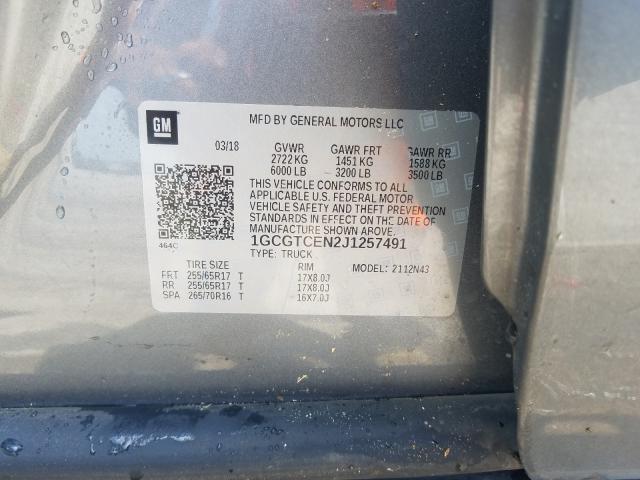 GM
MFD BY GENERAL MOTORS LLC
03/18 GVWR GAWR FRT GAWR RR
2722 KG 1451 KG 1588 KG
6000 LB 3200 LB 3500 LB
THIS VEHICLE CONFORMS TO ALL
APPLICABLE U.S. FEDERAL MOTOR
VEHICLE SAFETY AND THEFT PREVENTION
STANDARDS IN EFFECT ON THE DATE OF
MANUFACTURE SHOWN ABOVE.
464C 1GCGTCEN2J1257491
TYPE: TRUCK
TIRE SIZE RIM MODEL: 2112N43
FRT 255/65R17 T 17X8.0J
RR 255/65R17 T 17X8.0J
SPA 265/70R16 T 16X7.0J